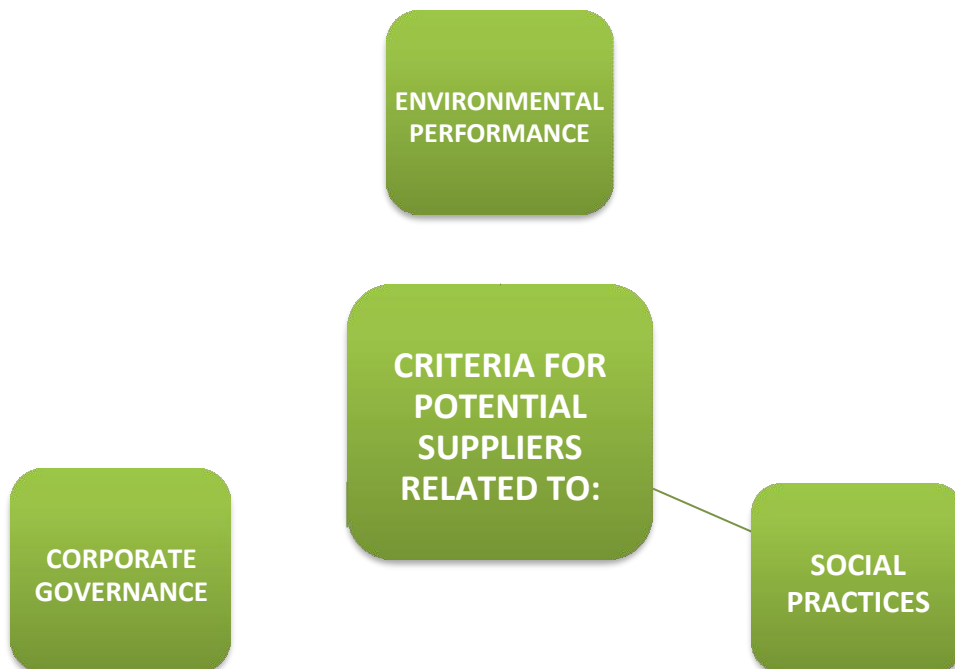 ENVIRONMENTAL
PERFORMANCE
CRITERIA FOR
POTENTIAL
SUPPLIERS
RELATED TO:
CORPORATE
GOVERNANCE
SOCIAL
PRACTICES